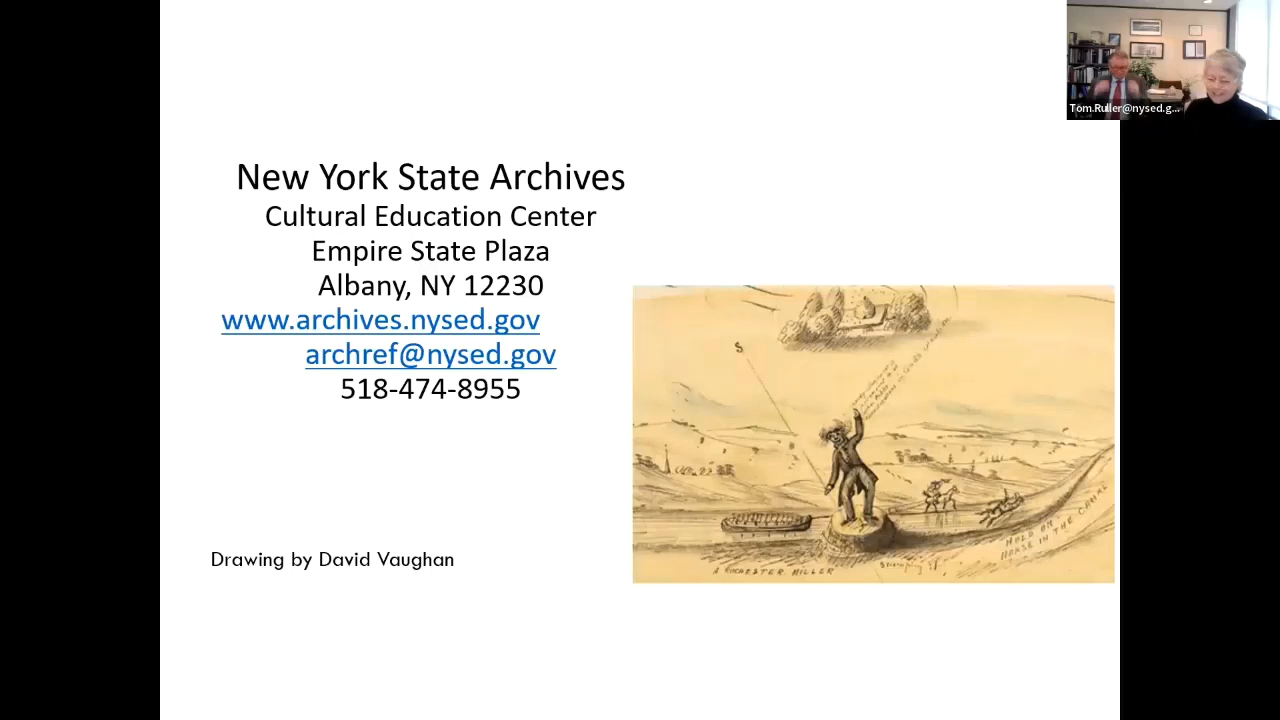 Tom.Ruller@nysed.g...
New York State Archives
Cultural Education Center
Empire State Plaza
Albany, NY 12230
www.archives.nysed.gov
archref@nysed.gov
518-474-8955
S
HOLD ON
HORSE IN THE CANAL
A ROCHESTER MILLER
Stumping it
Drawing by David Vaughan